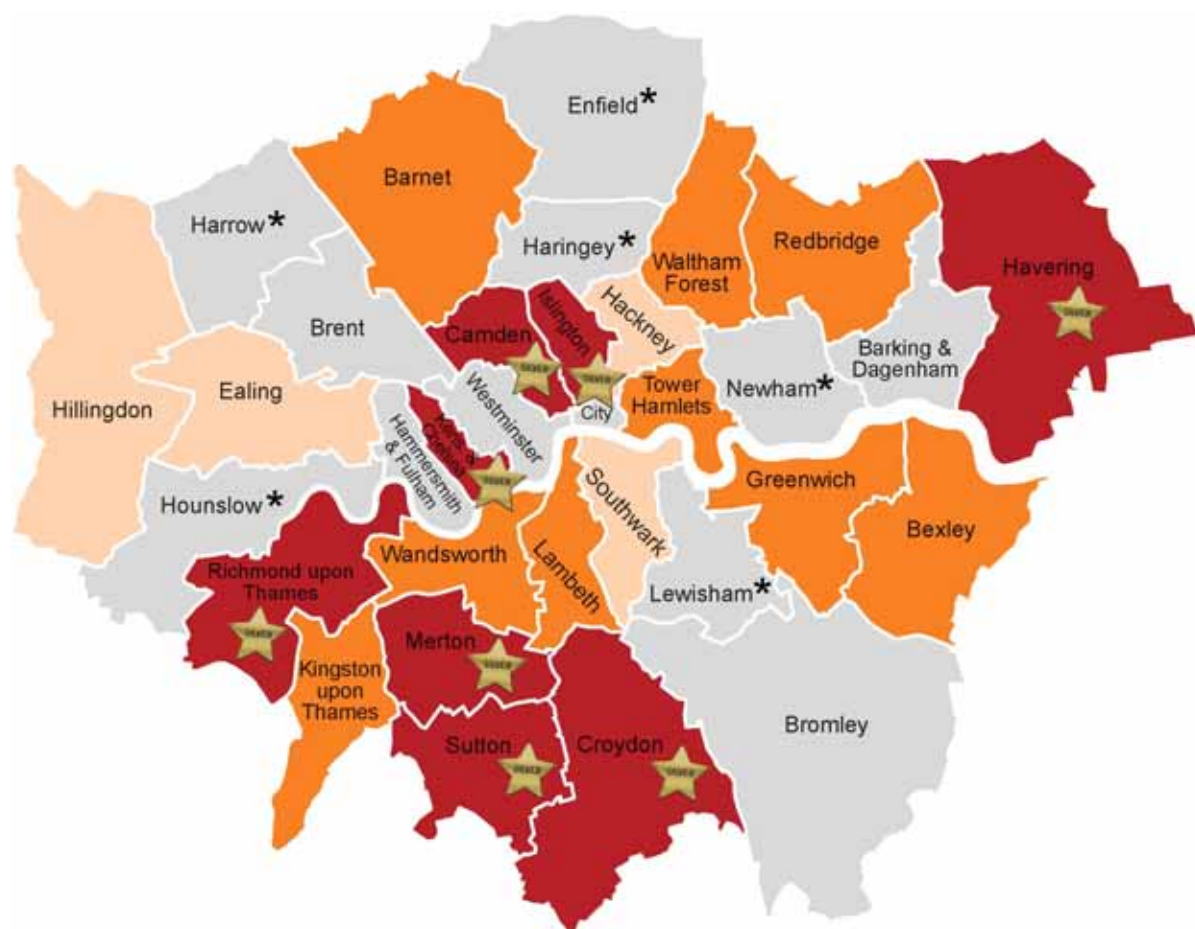 Enfield*
Barnet
Harrow*
Haringey*
Redbridge
Waltham
Forest
Havering
Islington
Hackney
Camden
Brent
Barking &
Dagenham
Newham*
Tower
Hamlets
Ealing
Hillingdon
Westminster
City
Kens. &
Chelsea
Hammersmith
& Fulham
Hounslow*
Southwark
Greenwich
Bexley
Wandsworth
Lambeth
Lewisham*
Richmond upon
Thames
Merton
Kingston
upon
Thames
Sutton
Croydon
Bromley